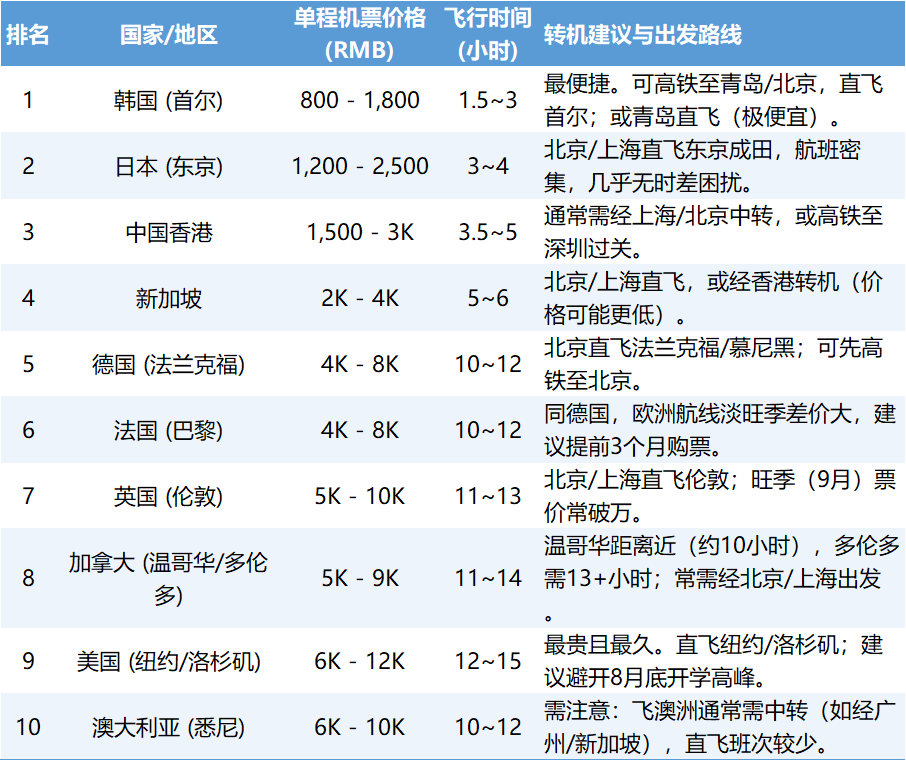 排名 国家/地区 单程机票价格 (RMB) 飞行时间 (小时) 转机建议与出发路线
1 韩国 (首尔) 800 - 1,800 1.5~3 最便捷。可高铁至青岛/北京，直飞
首尔；或青岛直飞（极便宜）。
2 日本 (东京) 1,200 - 2,500 3~4 北京/上海直飞东京成田，航班密
集，几乎无时差困扰。
3 中国香港 1,500 - 3K 3.5~5 通常需经上海/北京中转，或高铁至
深圳过关。
4 新加坡 2K - 4K 5~6 北京/上海直飞，或经香港转机（价
格可能更低）。
5 德国 (法兰克福) 4K - 8K 10~12 北京直飞法兰克福/慕尼黑；可先高
铁至北京。
6 法国 (巴黎) 4K - 8K 10~12 同德国，欧洲航线淡旺季差价大，建
议提前3个月购票。
7 英国 (伦敦) 5K - 10K 11~13 北京/上海直飞伦敦；旺季（9月）票
价常破万。
8 加拿大 (温哥华/多伦多) 5K - 9K 11~14 温哥华距离近（约10小时），多伦多
需13+小时；常需经北京/上海出发
。
9 美国 (纽约/洛杉矶) 6K - 12K 12~15 最贵且最久。直飞纽约/洛杉矶；建
议避开8月底开学高峰。
10 澳大利亚 (悉尼) 6K - 10K 10~12 需注意：飞澳洲通常需中转（如经广
州/新加坡），直飞班次较少。